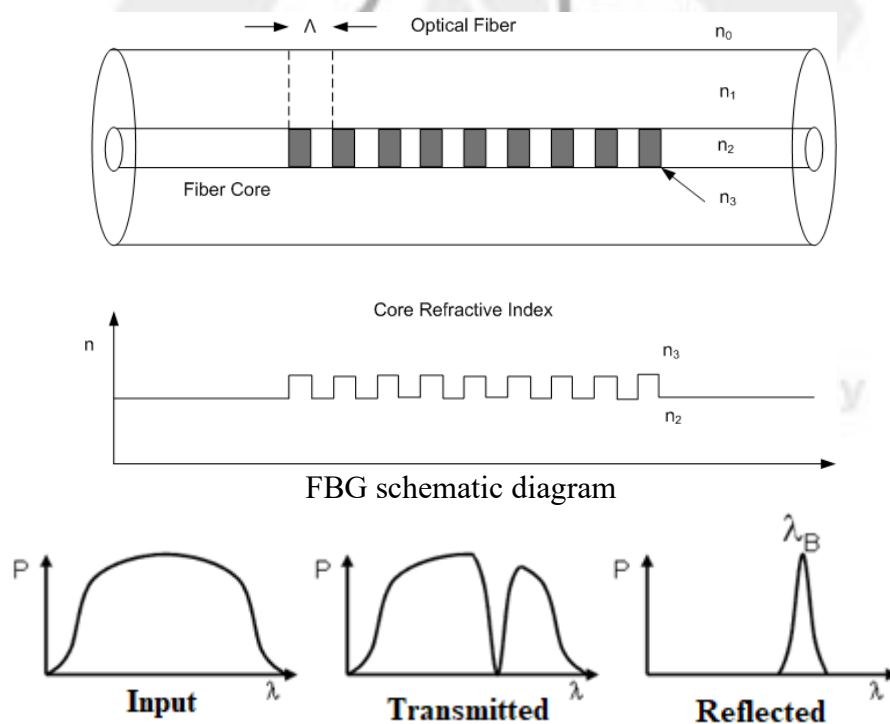 Λ Optical Fiber n₀
n₁
n₂
Fiber Core n₃
Core Refractive Index
n n₃
n₂
FBG schematic diagram
λB
P P P
λ λ λ
Input Transmitted Reflected